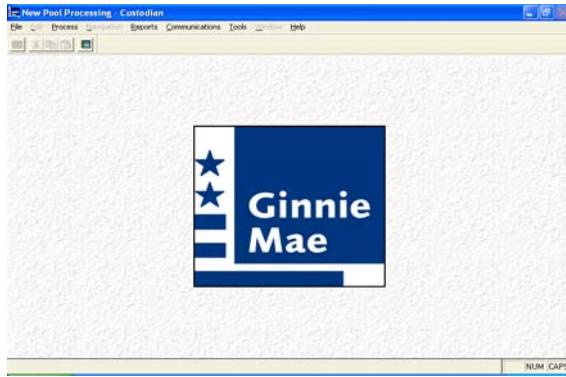 New Pool Processing - Custodian
File Edit Process Navigation Reports Communications Tools Window Help
Ginnie
Mae
NUM CAPS